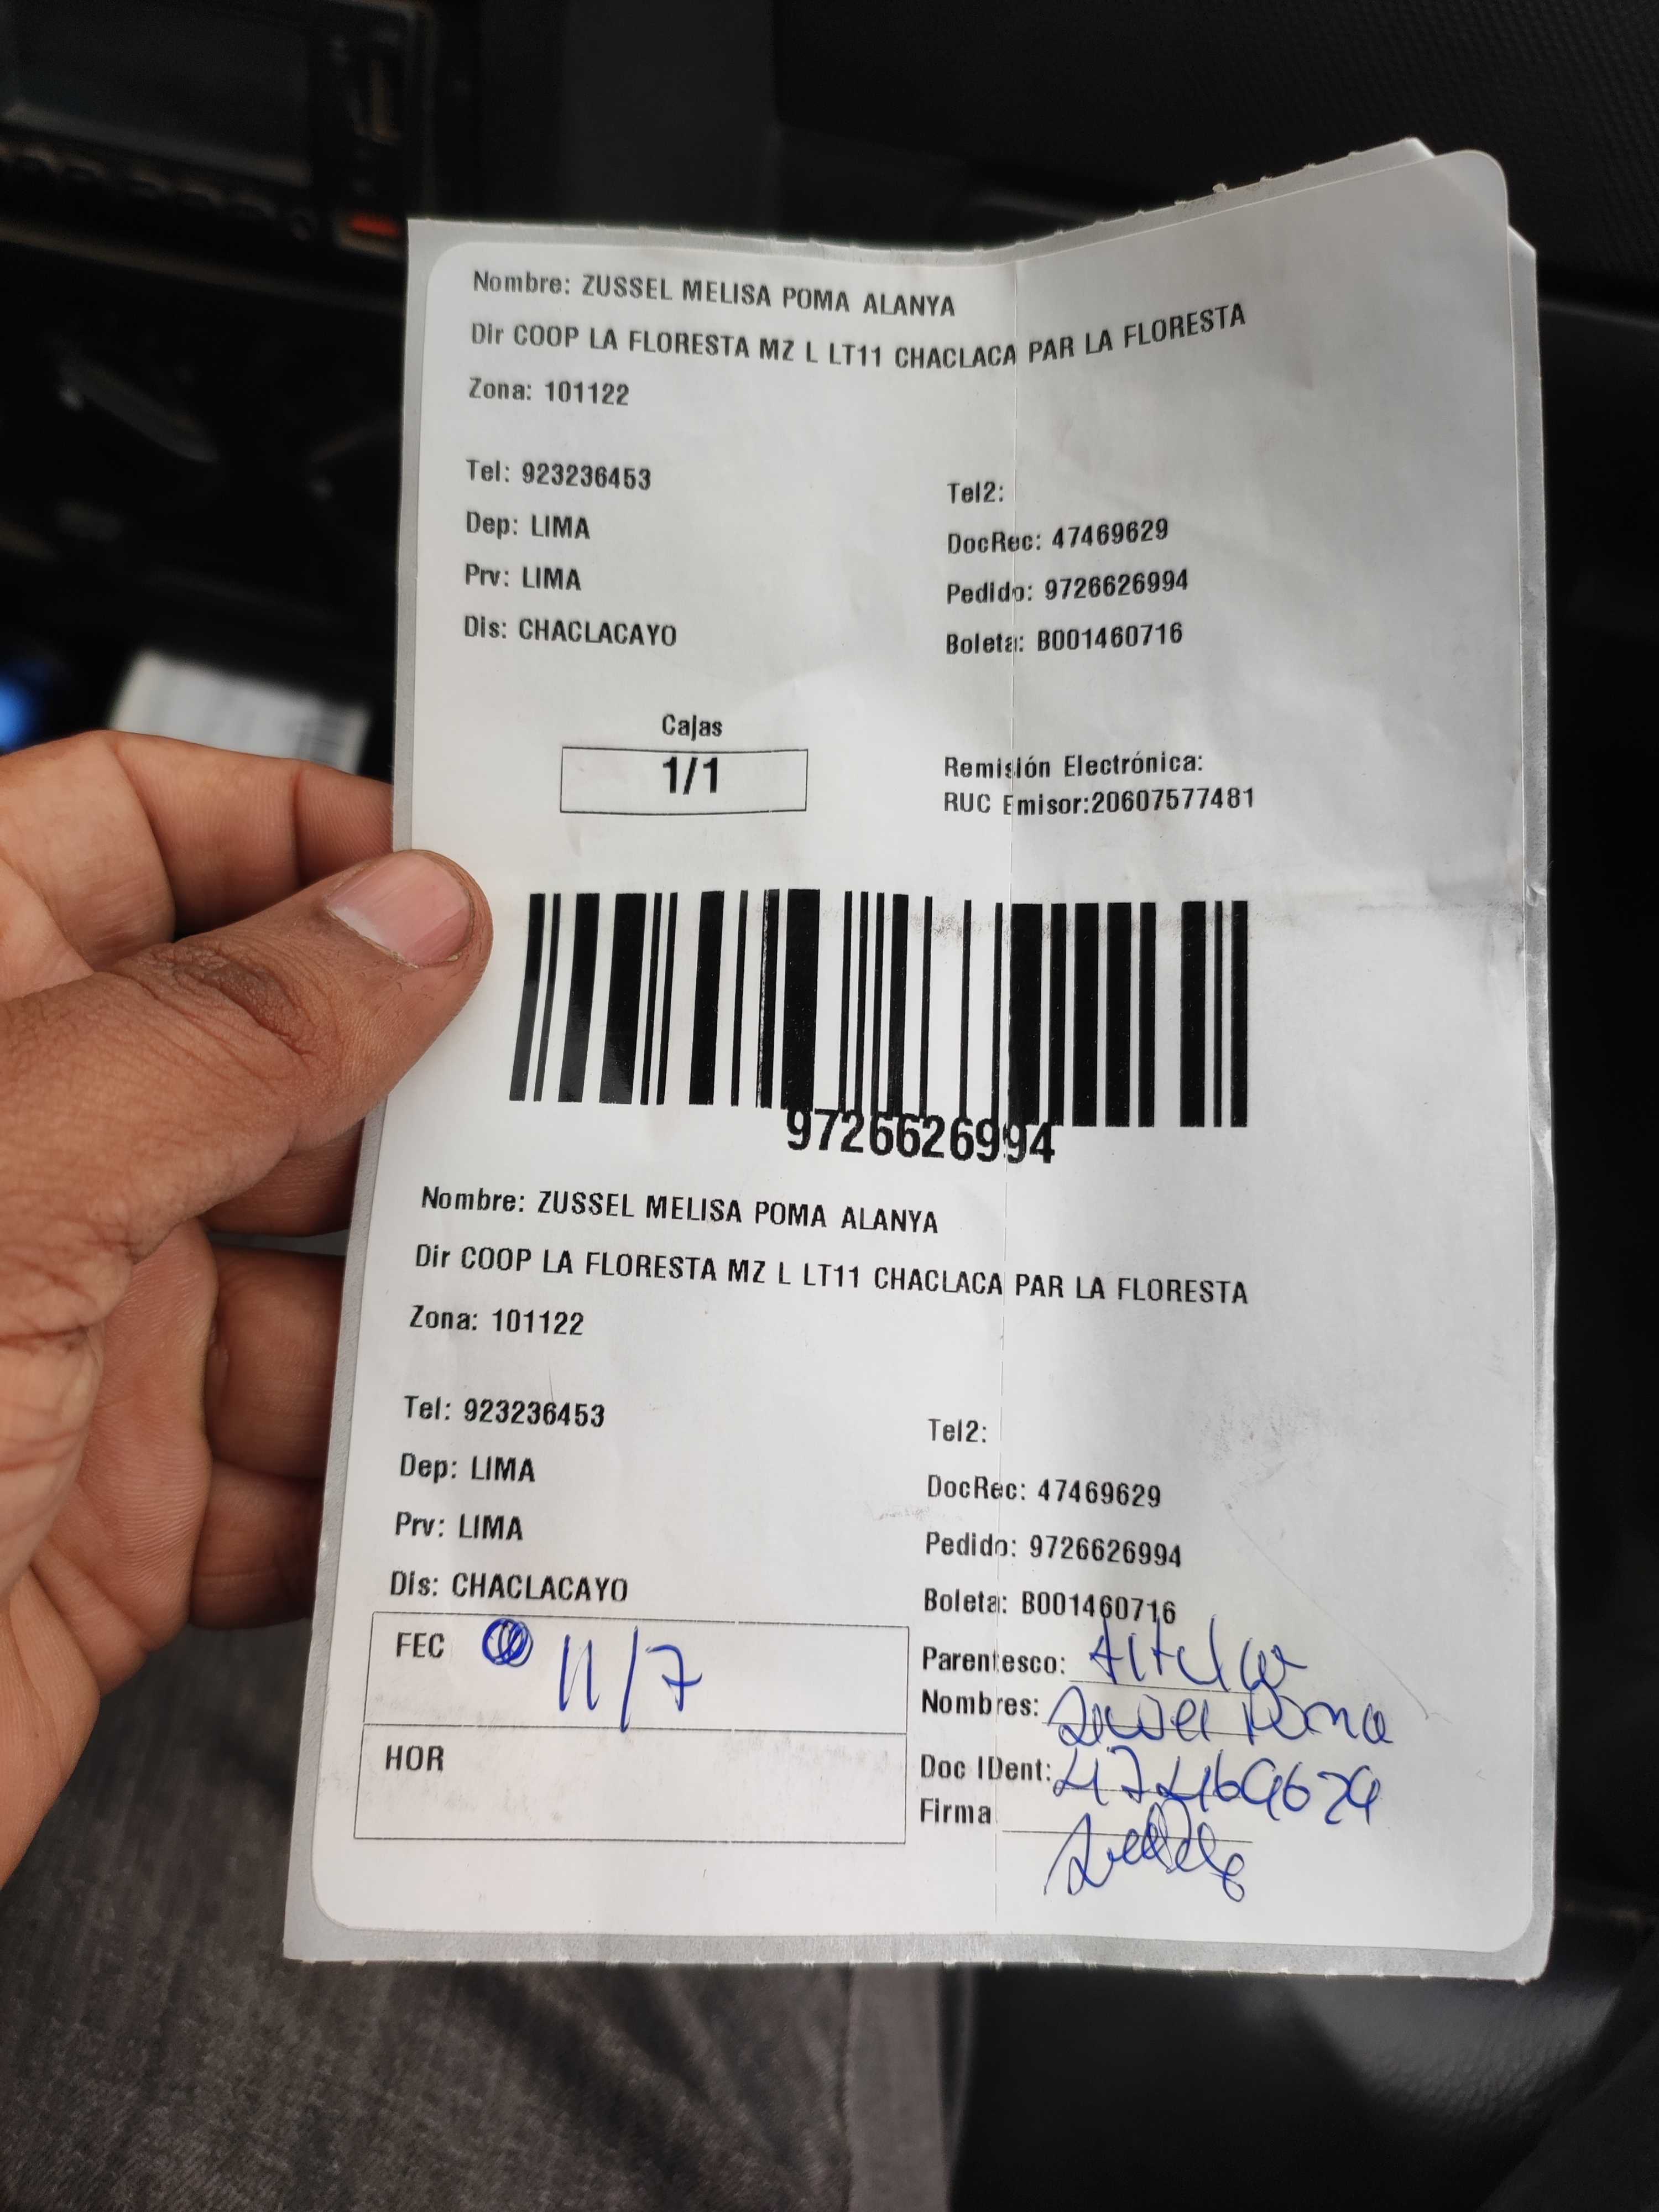 Nombre: ZUSSEL MELISA POMA ALANYA
Dir COOP LA FLORESTA MZ L LT11 CHACLACA PAR LA FLORESTA
Zona: 101122
Tel: 923236453
Tel2:
Dep: LIMA
DocRec: 47469629
Prv: LIMA
Pedido: 9726626994
Dis: CHACLACAYO
Boleta: B001460716
Cajas
1/1
Remisión Electrónica:
RUC Emisor:20607577481
9726626994
Nombre: ZUSSEL MELISA POMA ALANYA
Dir COOP LA FLORESTA MZ L LT11 CHACLACA PAR LA FLORESTA
Zona: 101122
Tel: 923236453
Tel2:
Dep: LIMA
DocRec: 47469629
Prv: LIMA
Pedido: 9726626994
Dis: CHACLACAYO
Boleta: B001460716
FEC 11/7
Parentesco: titular
Nombres: Zussel Poma
HOR
Doc IDent: 47469629
Firma